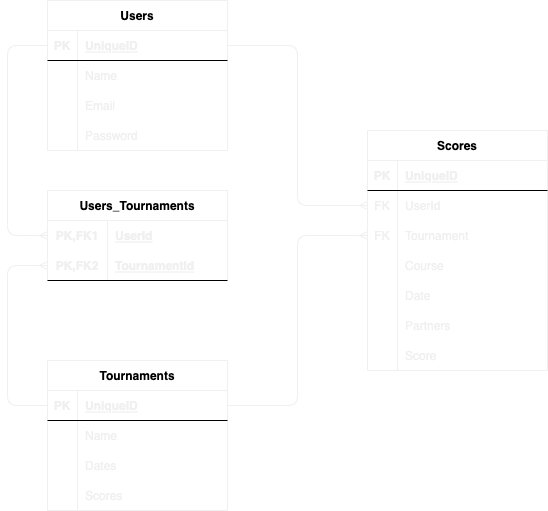 Users
PK UniqueID
Name
Email
Password
Users_Tournaments
PK,FK1 UserId
PK,FK2 TournamentId
Tournaments
PK UniqueID
Name
Dates
Scores
Scores
PK UniqueID
FK UserId
FK Tournament
Course
Date
Partners
Score